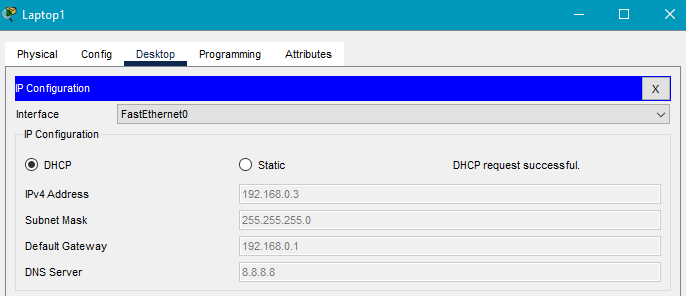 Laptop1
Physical Config Desktop Programming Attributes
IP Configuration X
Interface FastEthernet0
IP Configuration
DHCP Static DHCP request successful.
IPv4 Address 192.168.0.3
Subnet Mask 255.255.255.0
Default Gateway 192.168.0.1
DNS Server 8.8.8.8